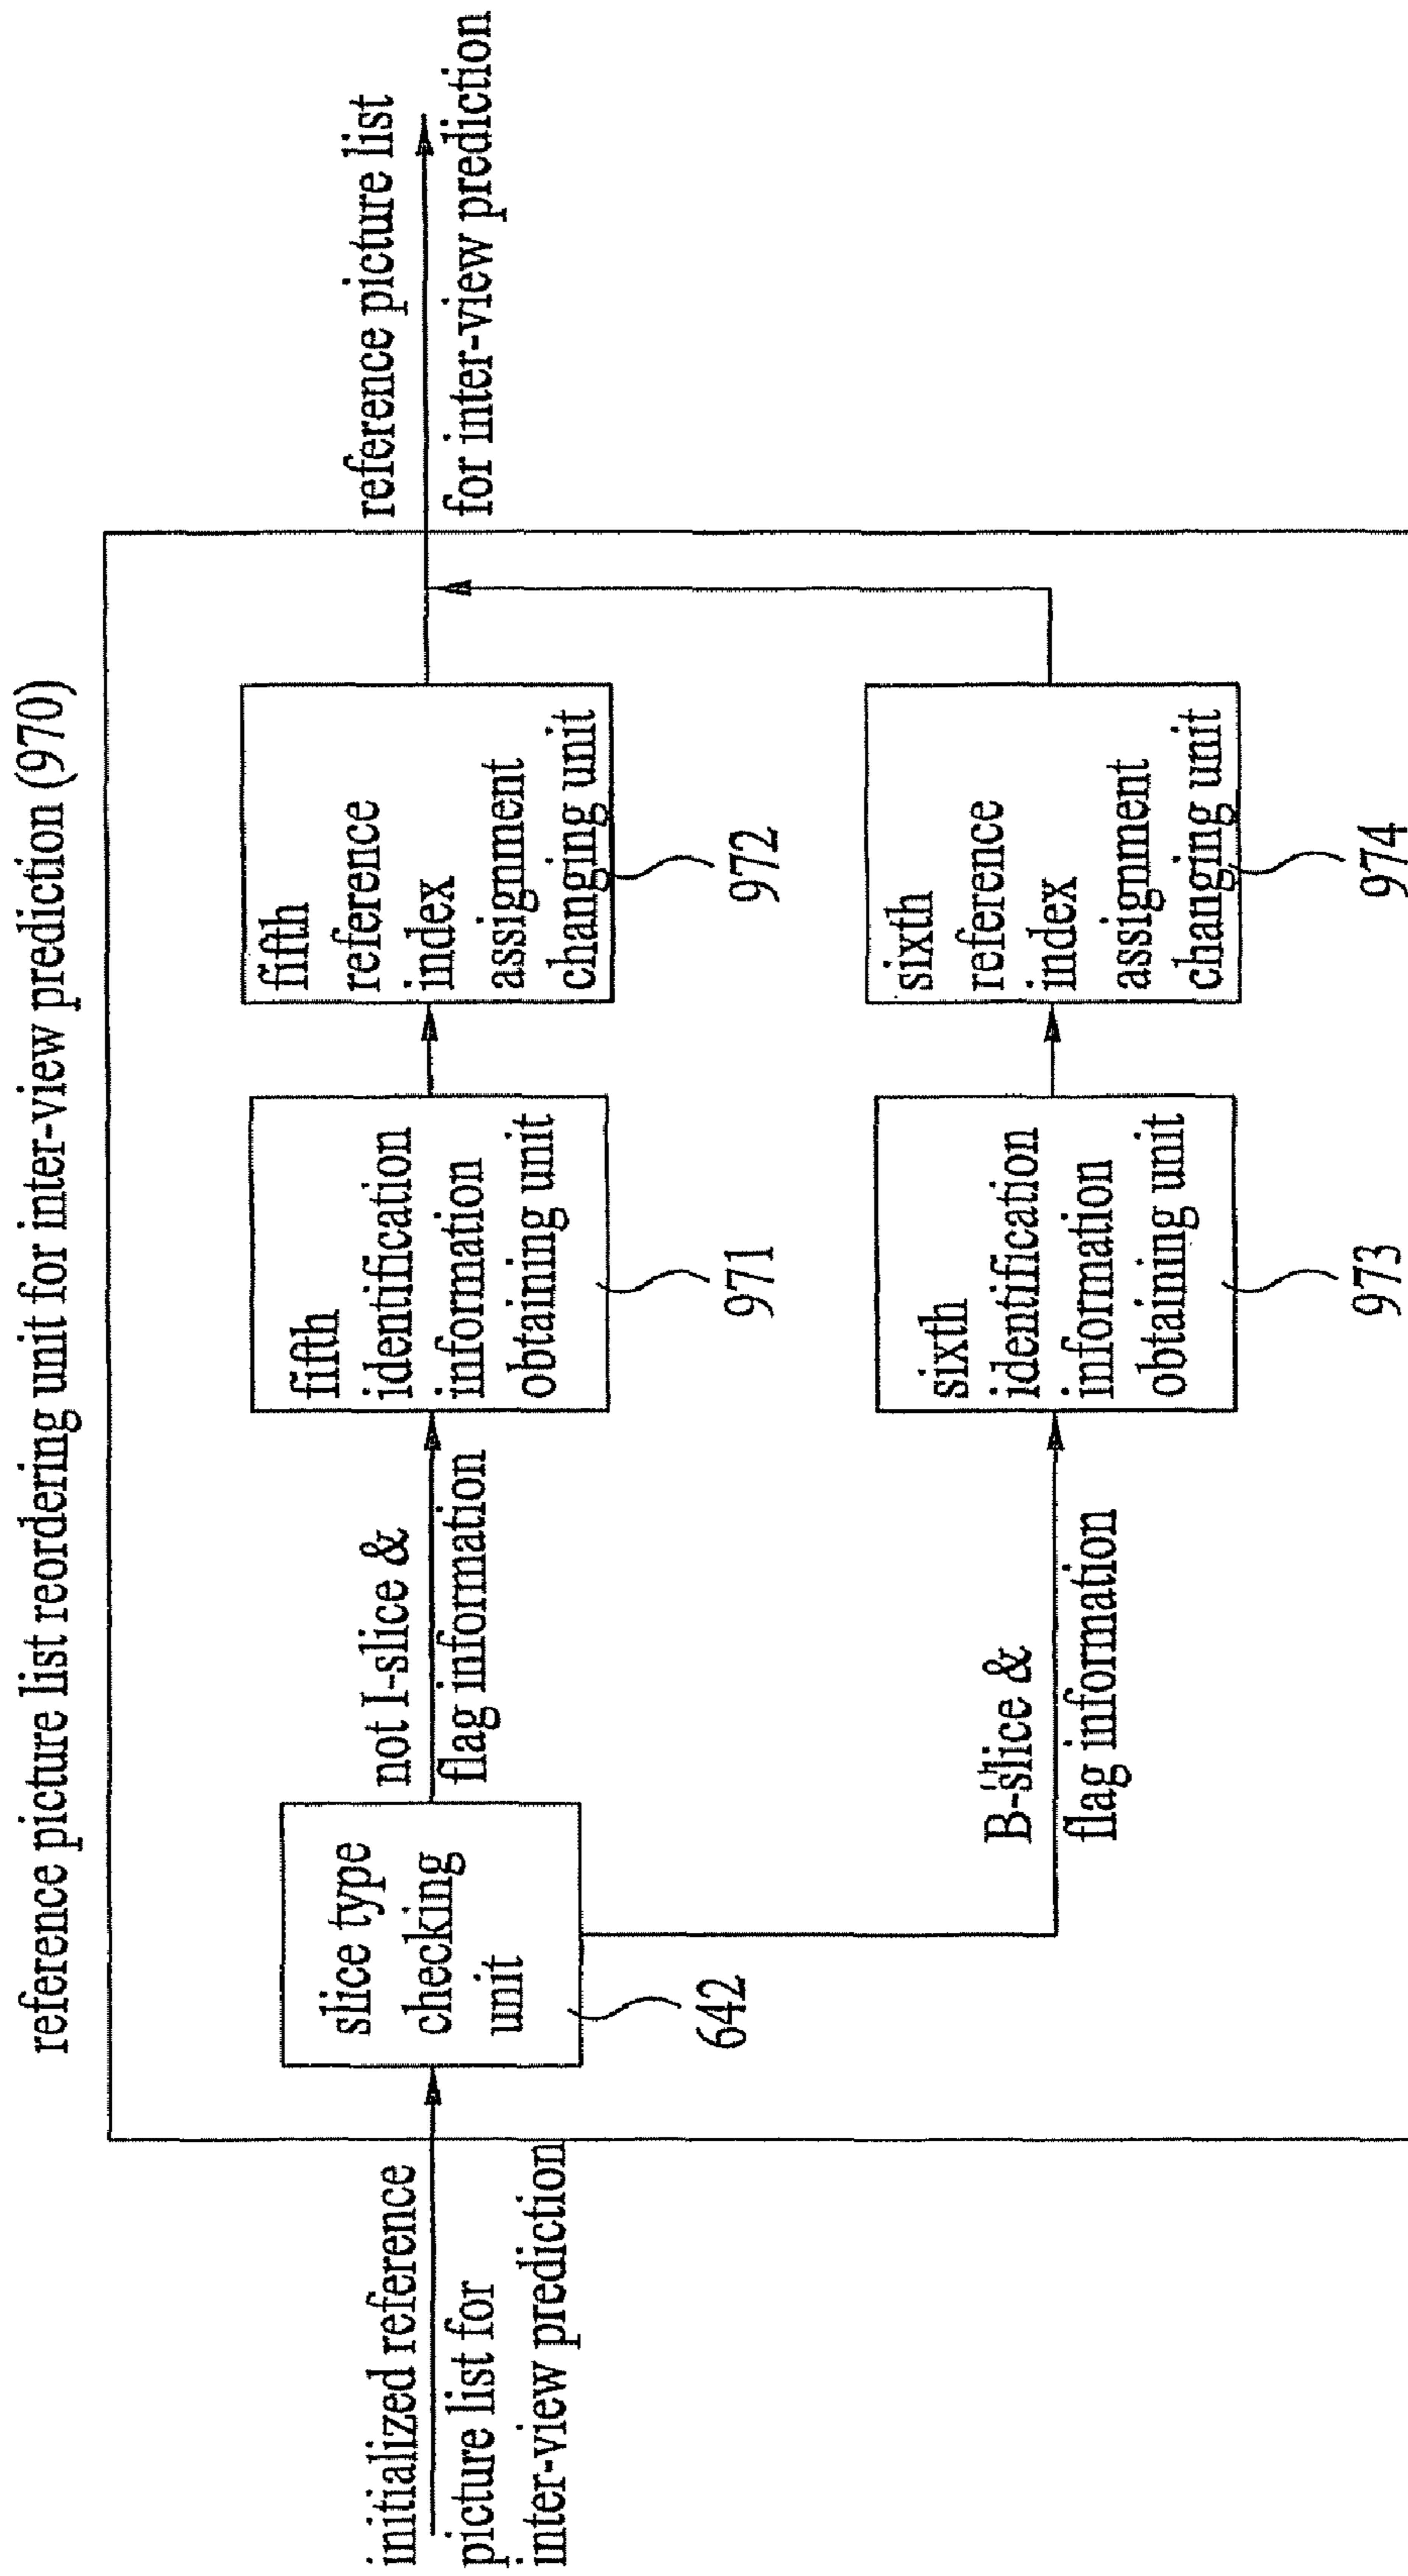 reference picture list reordering unit for inter-view prediction (970)
initialized reference
picture list for
inter-view prediction
slice type
checking
unit
642
not I-slice &
flag information
fifth
identification
information
obtaining unit
971
fifth
reference
index
assignment
changing unit
972
reference picture list
for inter-view prediction
B-slice &
flag information
sixth
identification
information
obtaining unit
973
sixth
reference
index
assignment
changing unit
974